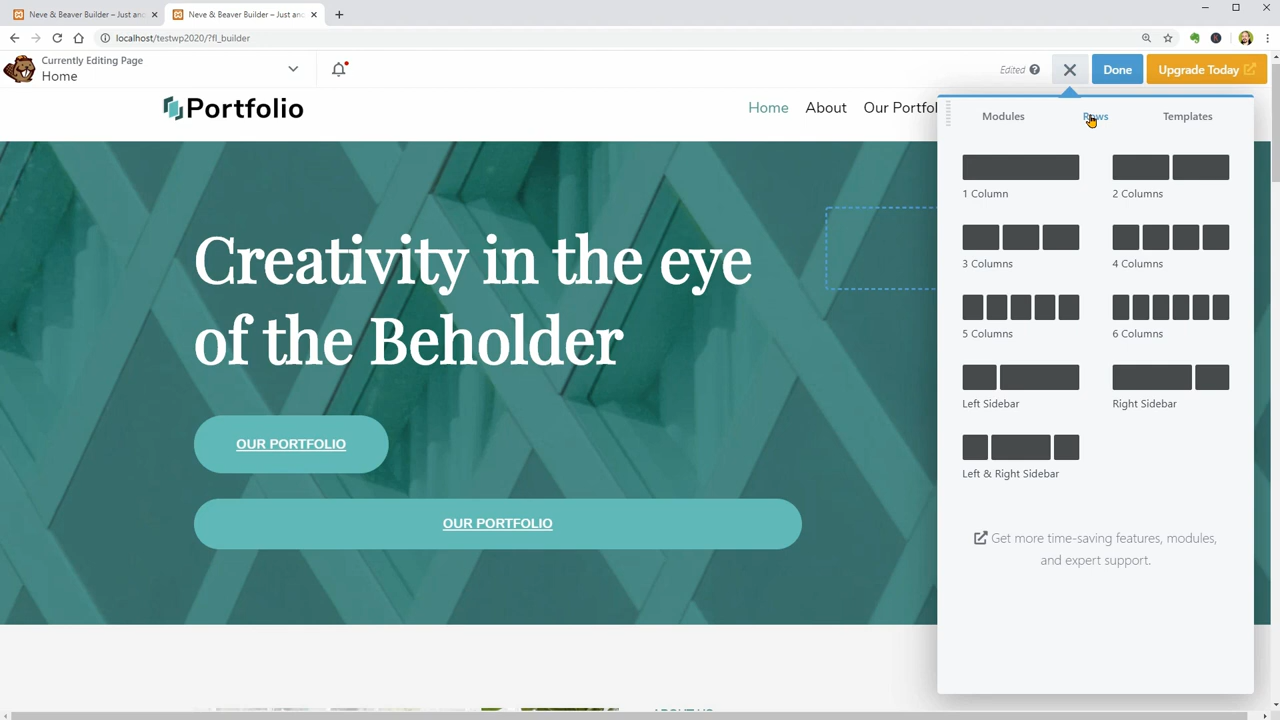 Neve & Beaver Builder – Just anc
Neve & Beaver Builder – Just anc
localhost/testwp2020/?fl_builder
Currently Editing Page
Home
Edited
Done
Upgrade Today
Portfolio
Home
About
Our Portfol
Modules
Rows
Templates
1 Column
2 Columns
3 Columns
4 Columns
5 Columns
6 Columns
Left Sidebar
Right Sidebar
Left & Right Sidebar
Get more time-saving features, modules,
and expert support.
Creativity in the eye
of the Beholder
OUR PORTFOLIO
OUR PORTFOLIO